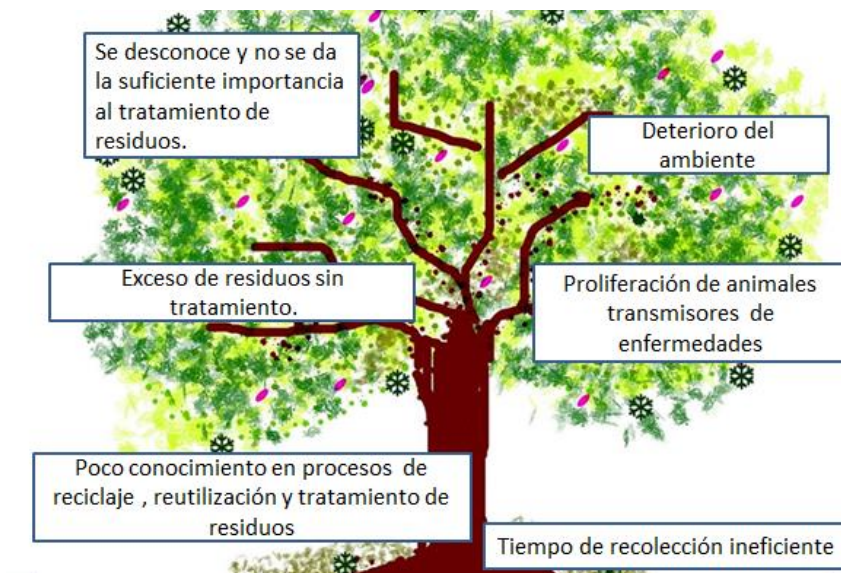 Se desconoce y no se da
la suficiente importancia
al tratamiento de
residuos.
Deterioro del
ambiente
Exceso de residuos sin
tratamiento.
Proliferación de animales
transmisores de
enfermedades
Poco conocimiento en procesos de
reciclaje , reutilización y tratamiento de
residuos
Tiempo de recolección ineficiente